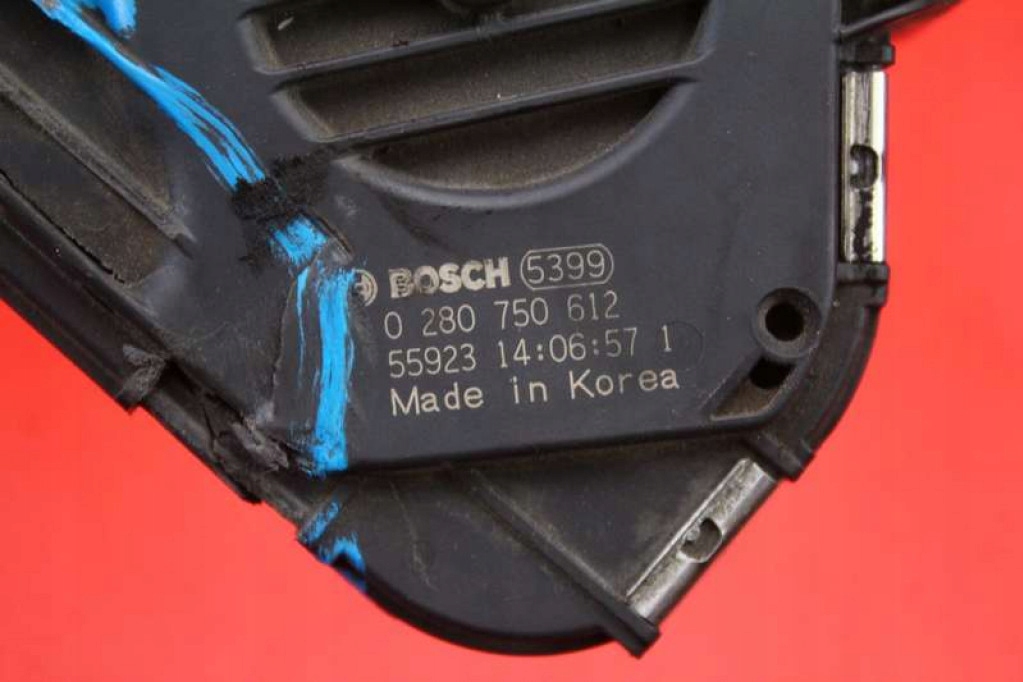 BOSCH 5399
0 280 750 612
55923 14:06:57 1
Made in Korea